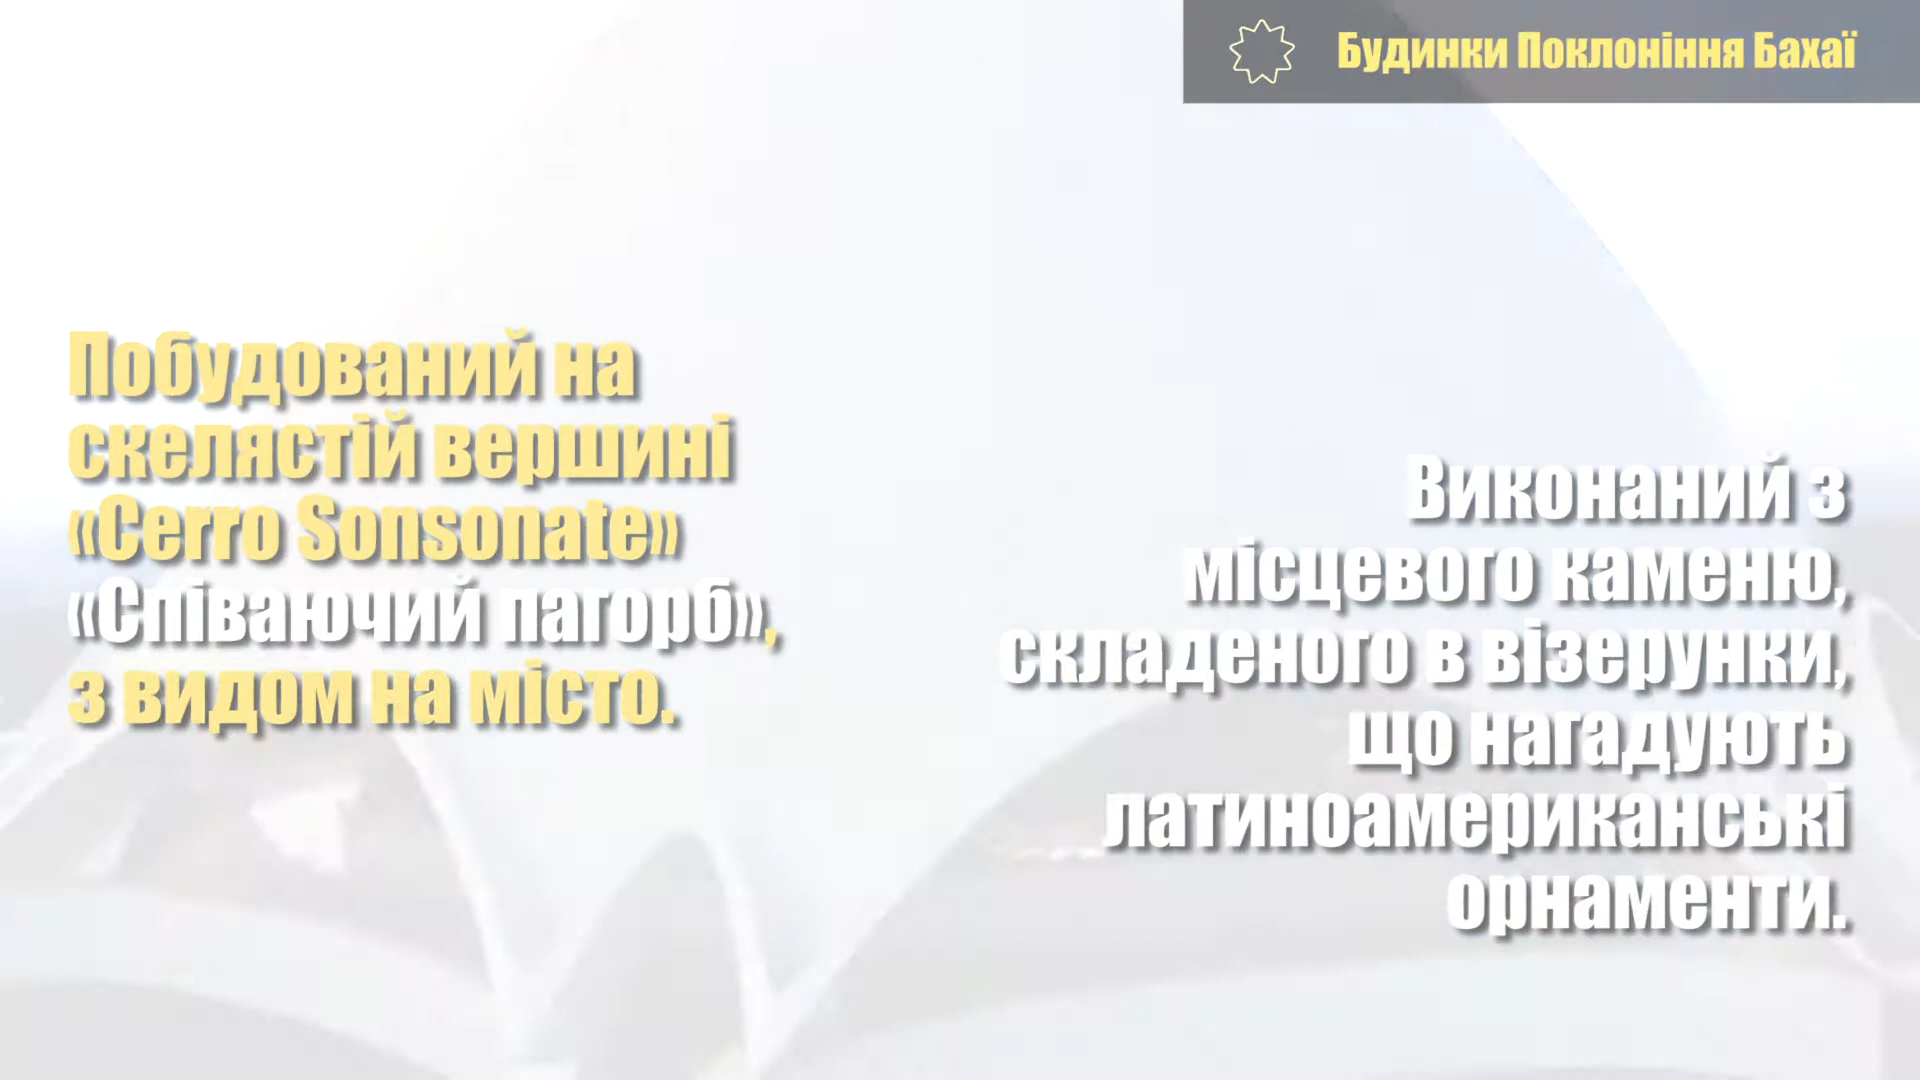 Будинки Поклоніння Бахаї
Побудований на
скелястій вершині
«Cerro Sonsonate»
«Співаючий пагорб»,
з видом на місто.
Виконаний з
місцевого каменю,
складеного в візерунки,
що нагадують
латиноамериканські
орнаменти.